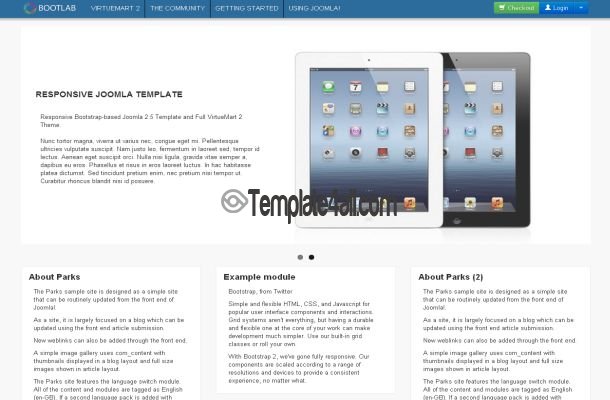 BOOTLAB
VIRTUEMART 2
THE COMMUNITY
GETTING STARTED
USING JOOMLA!
Checkout
Login
RESPONSIVE JOOMLA TEMPLATE
Responsive Bootstrap-based Joomla 2.5 Template and Full VirtueMart 2
Theme.
Nunc tortor magna, viverra ut varius nec, congue eget mi. Pellentesque
ultricies vulputate suscipit. Nam justo leo, fermentum in laoreet sed, tempor id
lectus. Aenean eget suscipit orci. Nulla nisi ligula, gravida vitae semper a,
dapibus eu eros. Phasellus et risus in eros laoreet luctus. In hac habitasse
platea dictumst. Sed tincidunt pretium enim, nec pretium nisi tempor ut.
Curabitur rhoncus blandit nisi id posuere.
Template4all.com
About Parks
The Parks sample site is designed as a simple site
that can be routinely updated from the front end of
Joomla!.
As a site, it is largely focused on a blog which can be
updated using the front end article submission.
New weblinks can also be added through the front end.
A simple image gallery uses com_content with
thumbnails displayed in a blog layout and full size
images shown in article layout.
The Parks site features the language switch module.
All of the content and modules are tagged as English
(en-GB). If a second language pack is added with
Example module
Bootstrap, from Twitter
Simple and flexible HTML, CSS, and Javascript for
popular user interface components and interactions.
Grid systems aren't everything, but having a durable
and flexible one at the core of your work can make
development much simpler. Use our built-in grid
classes or roll your own
With Bootstrap 2, we've gone fully responsive. Our
components are scaled according to a range of
resolutions and devices to provide a consistent
experience, no matter what.
About Parks (2)
The Parks sample site is designed as a simple site
that can be routinely updated from the front end of
Joomla!.
As a site, it is largely focused on a blog which can be
updated using the front end article submission.
New weblinks can also be added through the front end.
A simple image gallery uses com_content with
thumbnails displayed in a blog layout and full size
images shown in article layout.
The Parks site features the language switch module.
All of the content and modules are tagged as English
(en-GB). If a second language pack is added with